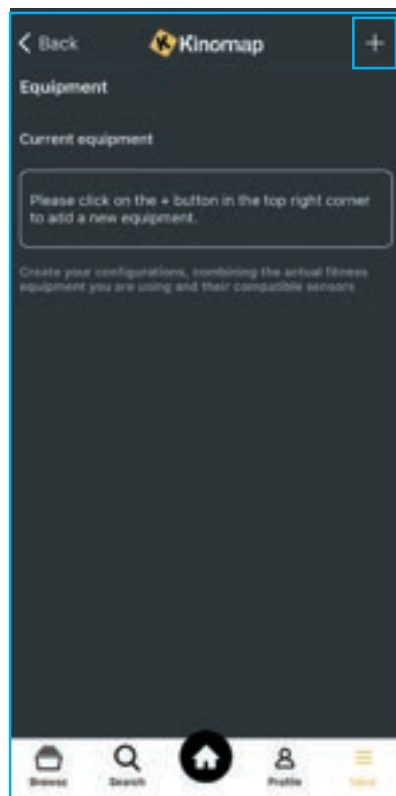 Back
Kinomap
+
Equipment
Current equipment
Please click on the + button in the top right corner
to add a new equipment.
Create your configurations, combining the actual fitness
equipment you are using and their compatible sensors
Browse
Search
Profile